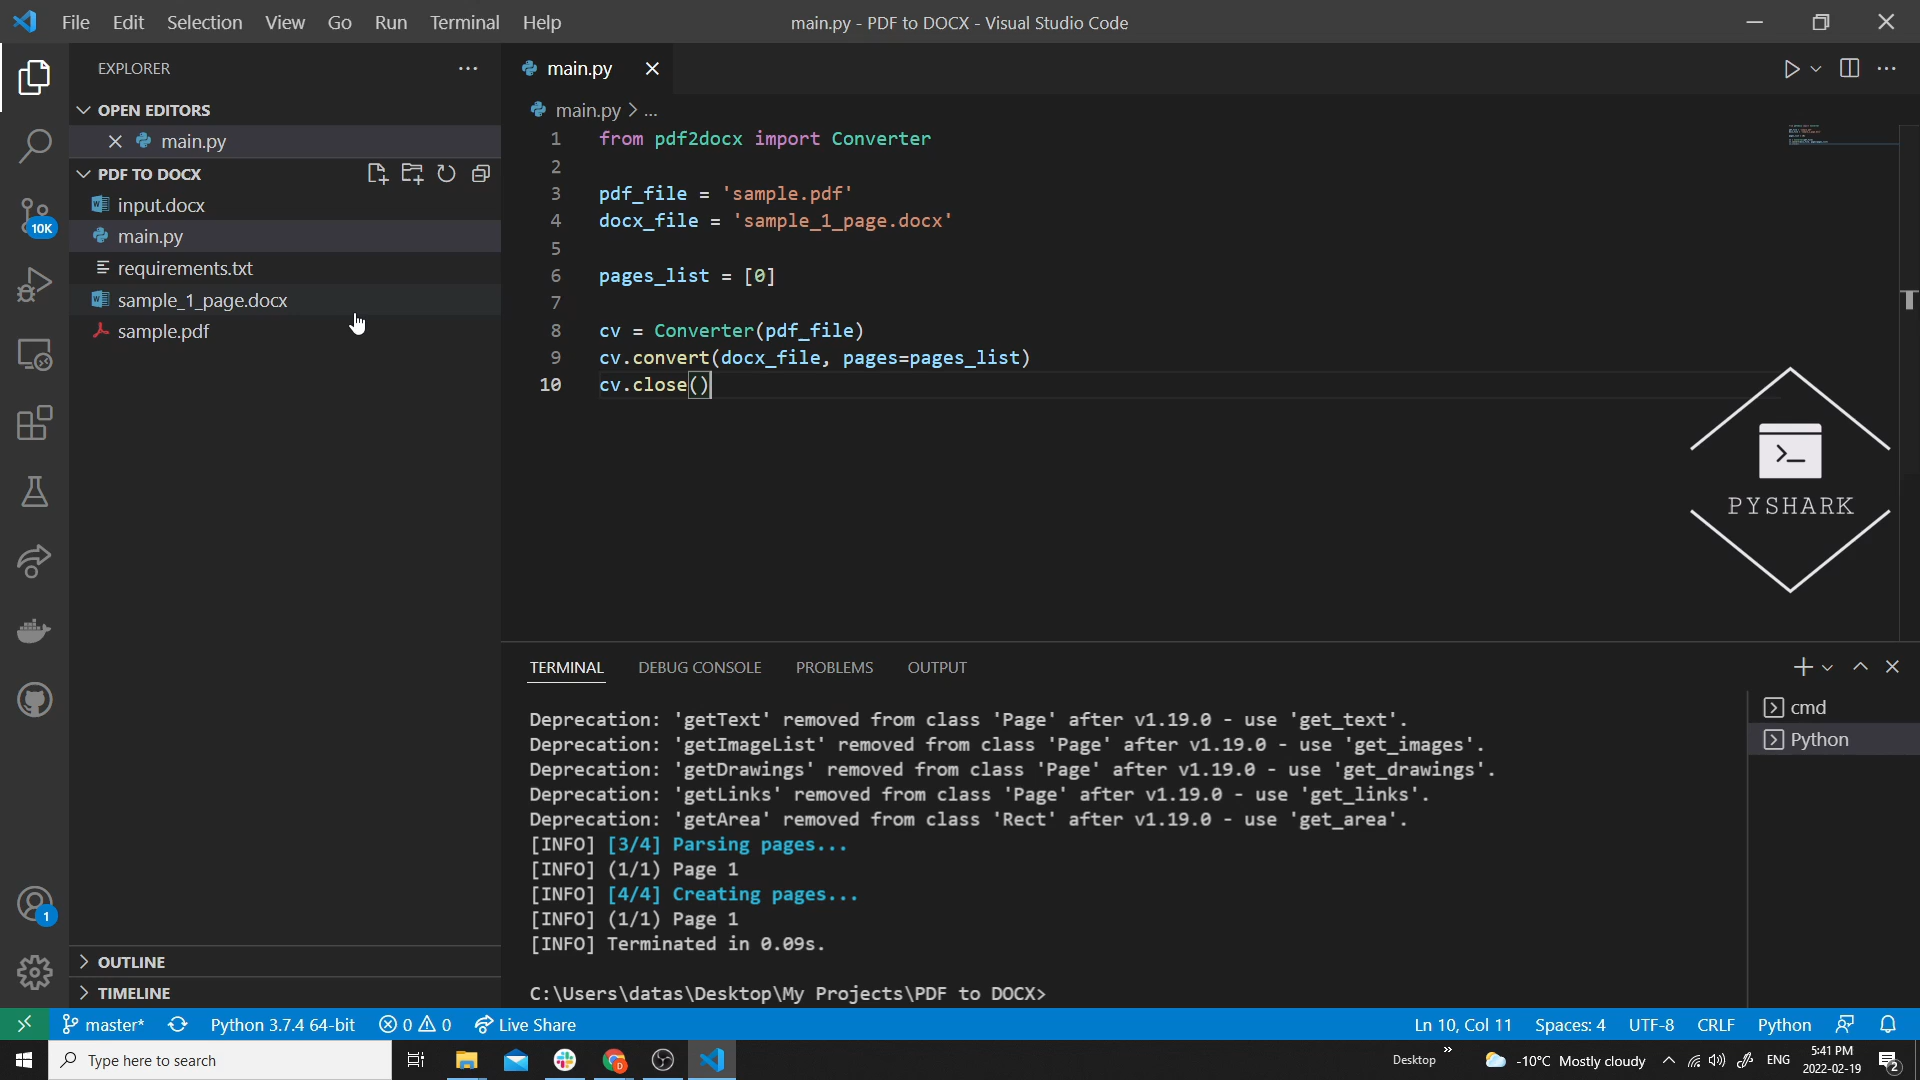 File Edit Selection View Go Run Terminal Help
main.py - PDF to DOCX - Visual Studio Code
EXPLORER
OPEN EDITORS
main.py
PDF TO DOCX
input.docx
main.py
requirements.txt
sample_1_page.docx
sample.pdf
OUTLINE
TIMELINE
10K
1
main.py
main.py > ...
1 from pdf2docx import Converter
2
3 pdf_file = 'sample.pdf'
4 docx_file = 'sample_1_page.docx'
5
6 pages_list = [0]
7
8 cv = Converter(pdf_file)
9 cv.convert(docx_file, pages=pages_list)
10 cv.close()
PYSHARK
TERMINAL DEBUG CONSOLE PROBLEMS OUTPUT
Deprecation: 'getText' removed from class 'Page' after v1.19.0 - use 'get_text'.
Deprecation: 'getImageList' removed from class 'Page' after v1.19.0 - use 'get_images'.
Deprecation: 'getDrawings' removed from class 'Page' after v1.19.0 - use 'get_drawings'.
Deprecation: 'getLinks' removed from class 'Page' after v1.19.0 - use 'get_links'.
Deprecation: 'getArea' removed from class 'Rect' after v1.19.0 - use 'get_area'.
[INFO] [3/4] Parsing pages...
[INFO] (1/1) Page 1
[INFO] [4/4] Creating pages...
[INFO] (1/1) Page 1
[INFO] Terminated in 0.09s.
C:\Users\datas\Desktop\My Projects\PDF to DOCX>
cmd
Python
master* Python 3.7.4 64-bit 0 0 Live Share
Ln 10, Col 11 Spaces: 4 UTF-8 CRLF Python
Type here to search
Desktop
-10°C Mostly cloudy
ENG
5:41 PM
2022-02-19
2